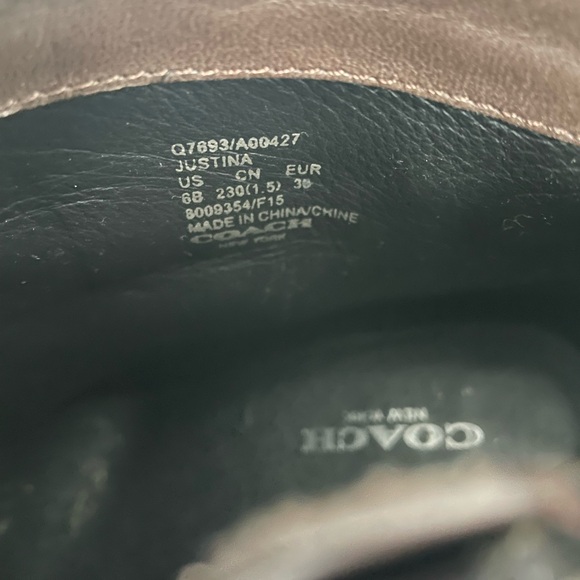 Q7693/A00427
JUSTINA
US CN EUR
6B 230(1.5) 36
8009354/F15
MADE IN CHINA/CHINE
COACH
NEW YORK
NEW YORK
COACH